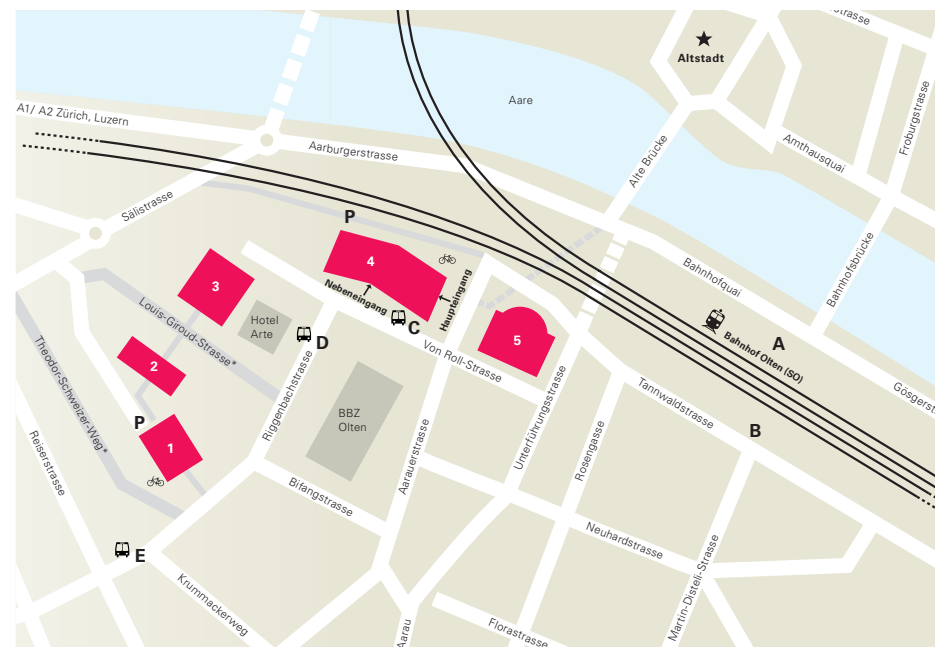 strasse
Altstadt
Aare
A1/ A2 Zürich, Luzern
Aarburgerstrasse
Alte Brücke
Amthausquai
Froburgstrasse
Sälistrasse
P
4
Nebeneingang
Haupteingang
Bahnhofquai
Bahnhofsbrücke
3
Louis-Giroud-Strasse*
Hotel
Arte
D
C
5
Bahnhof Olten (SO)
A
Gösgerst
Von Roll-Strasse
Theodor-Schweizer-Weg*
2
P
1
Riggenbachstrasse
BBZ
Olten
Aarauerstrasse
Unterführungsstrasse
Rosengasse
Tannwaldstrasse
B
Reiserstrasse
Bifangstrasse
Neuhardstrasse
Martin-Disteli-Strasse
E
Krummackerweg
Aarau
Florastrasse